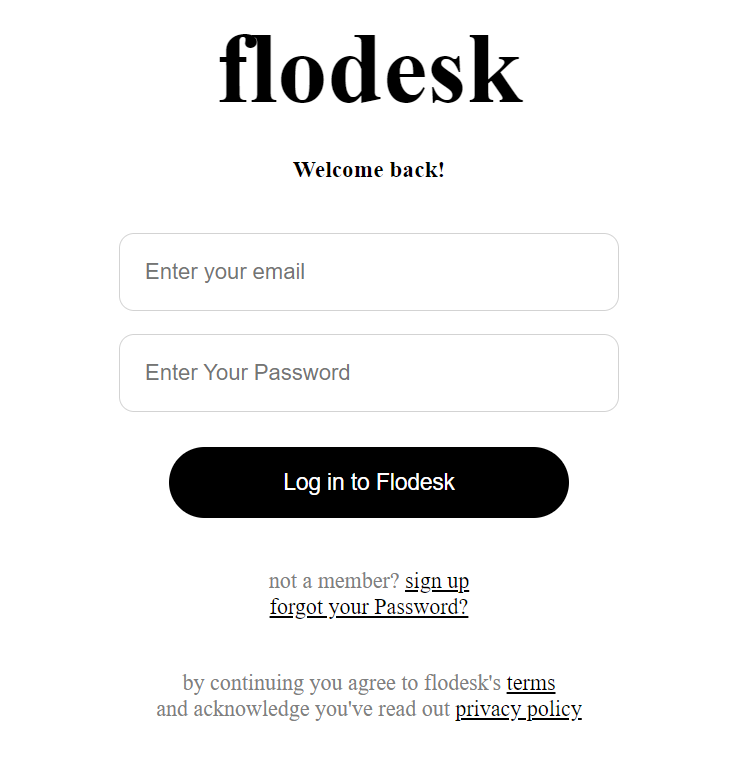 flodesk
Welcome back!
Enter your email
Enter Your Password
Log in to Flodesk
not a member? sign up
forgot your Password?
by continuing you agree to flodesk's terms
and acknowledge you've read out privacy policy